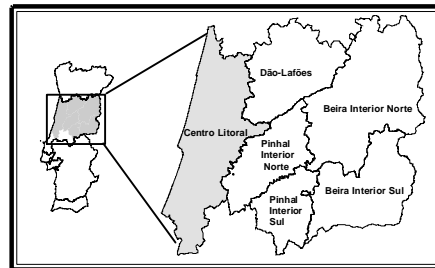 Dão-Lafões
Beira Interior Norte
Centro Litoral
Pinhal
Interior
Norte
Beira Interior Sul
Pinhal
Interior
Sul